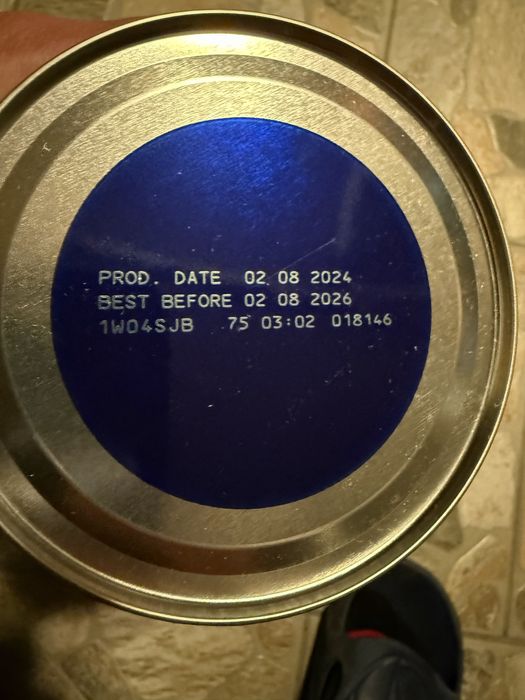 PROD. DATE 02 08 2024
BEST BEFORE 02 08 2026
1W04SJB 75 03:02 018146